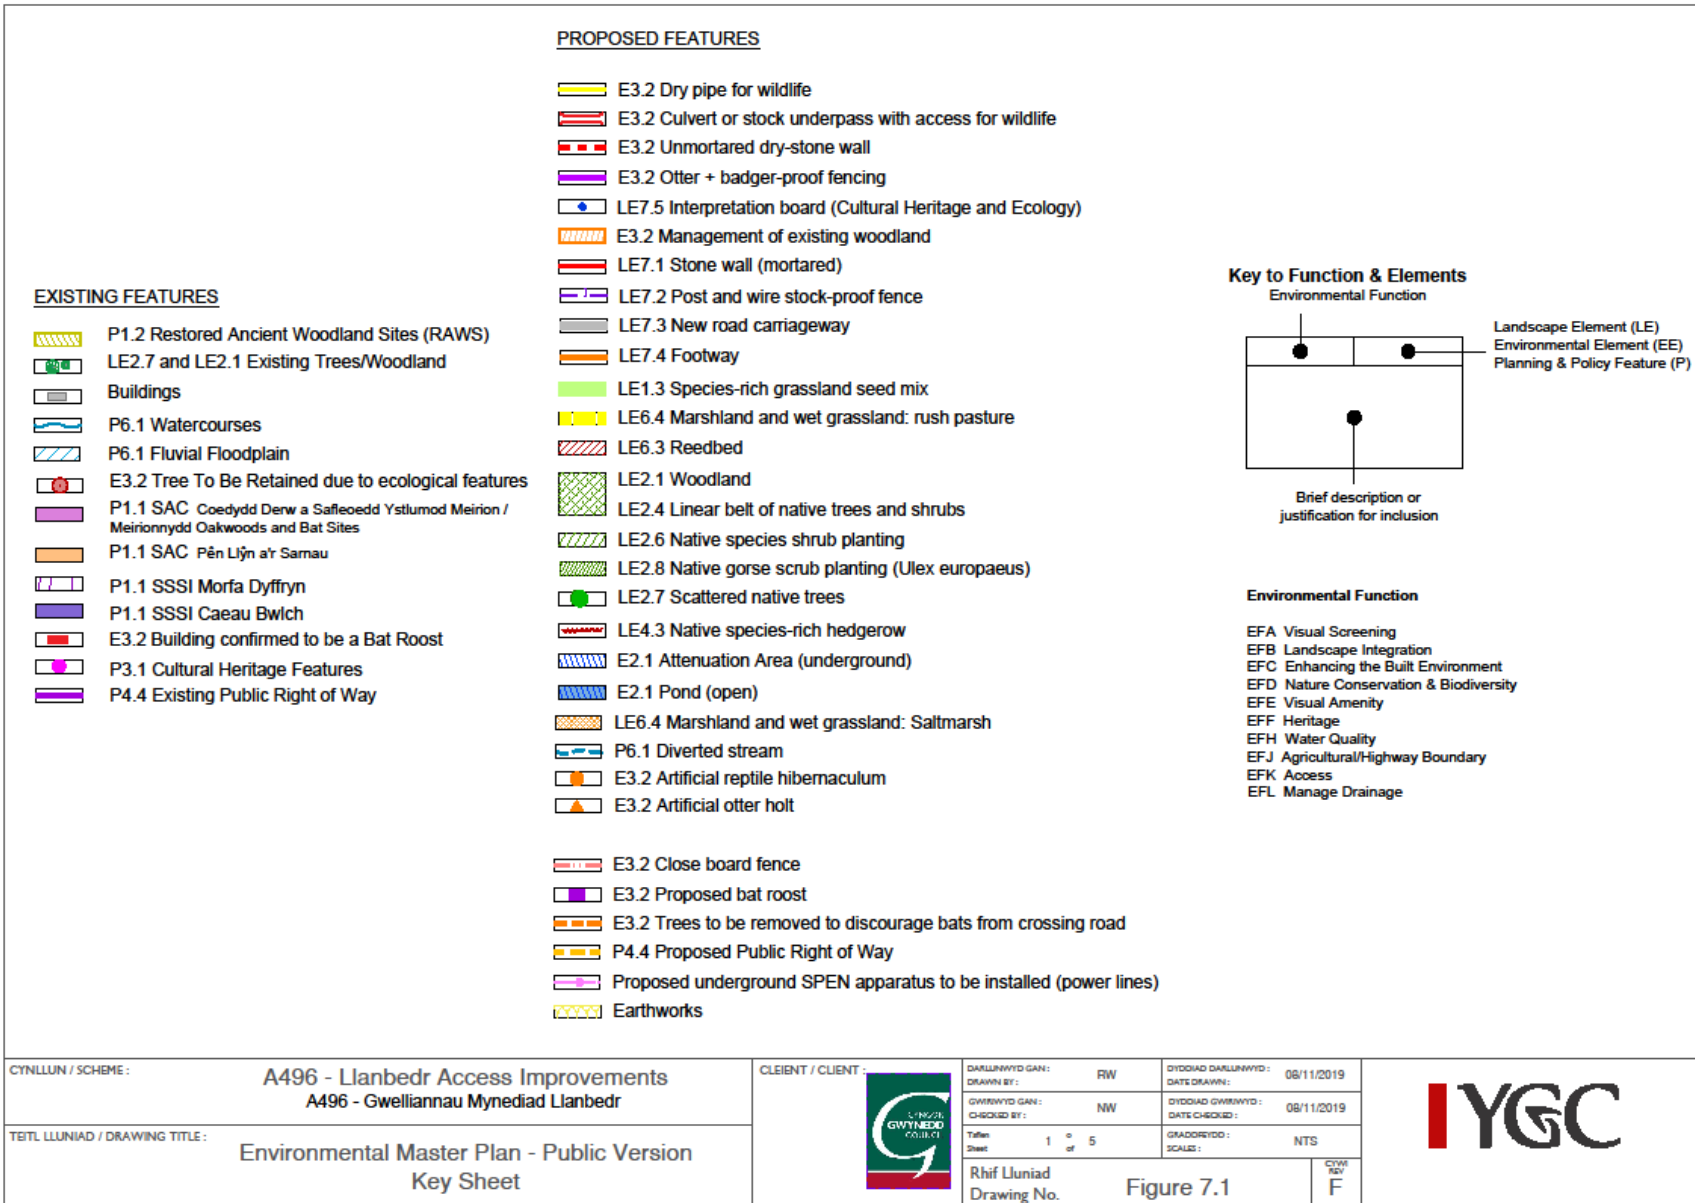 PROPOSED FEATURES
E3.2 Dry pipe for wildlife
E3.2 Culvert or stock underpass with access for wildlife
E3.2 Unmortared dry-stone wall
E3.2 Otter + badger-proof fencing
LE7.5 Interpretation board (Cultural Heritage and Ecology)
E3.2 Management of existing woodland
LE7.1 Stone wall (mortared)
LE7.2 Post and wire stock-proof fence
LE7.3 New road carriageway
LE7.4 Footway
LE1.3 Species-rich grassland seed mix
LE6.4 Marshland and wet grassland: rush pasture
LE6.3 Reedbed
LE2.1 Woodland
LE2.4 Linear belt of native trees and shrubs
LE2.6 Native species shrub planting
LE2.8 Native gorse scrub planting (Ulex europaeus)
LE2.7 Scattered native trees
LE4.3 Native species-rich hedgerow
E2.1 Attenuation Area (underground)
E2.1 Pond (open)
LE6.4 Marshland and wet grassland: Saltmarsh
P6.1 Diverted stream
E3.2 Artificial reptile hibernaculum
E3.2 Artificial otter holt
E3.2 Close board fence
E3.2 Proposed bat roost
E3.2 Trees to be removed to discourage bats from crossing road
P4.4 Proposed Public Right of Way
Proposed underground SPEN apparatus to be installed (power lines)
Earthworks
EXISTING FEATURES
P1.2 Restored Ancient Woodland Sites (RAWS)
LE2.7 and LE2.1 Existing Trees/Woodland
Buildings
P6.1 Watercourses
P6.1 Fluvial Floodplain
E3.2 Tree To Be Retained due to ecological features
P1.1 SAC Coedydd Derw a Safleoedd Ystlumod Meirion /
Meirionnydd Oakwoods and Bat Sites
P1.1 SAC Pên Llŷn a'r Sarnau
P1.1 SSSI Morfa Dyffryn
P1.1 SSSI Caeau Bwlch
E3.2 Building confirmed to be a Bat Roost
P3.1 Cultural Heritage Features
P4.4 Existing Public Right of Way
Key to Function & Elements
Environmental Function
Landscape Element (LE)
Environmental Element (EE)
Planning & Policy Feature (P)
Brief description or
justification for inclusion
Environmental Function
EFA Visual Screening
EFB Landscape Integration
EFC Enhancing the Built Environment
EFD Nature Conservation & Biodiversity
EFE Visual Amenity
EFF Heritage
EFH Water Quality
EFJ Agricultural/Highway Boundary
EFK Access
EFL Manage Drainage
CYNLLUN / SCHEME :
A496 - Llanbedr Access Improvements
A496 - Gwelliannau Mynediad Llanbedr
TEITL LLUNIAD / DRAWING TITLE :
Environmental Master Plan - Public Version
Key Sheet
CLEIENT / CLIENT :
CYNGOR
GWYNEDD
COUNCIL
DARLUNWYD GAN :
DRAWN BY :
RW
DYDDIAD DARLUNWYD :
DATE DRAWN :
08/11/2019
GWIRIWYD GAN :
CHECKED BY :
NW
DYDDIAD GWIRIWYD :
DATE CHECKED :
08/11/2019
Taflen
Sheet
1 o
of 5
GRADDFEYDD :
SCALES :
NTS
Rhif Lluniad
Drawing No.
Figure 7.1
CYWI
REV
F
YGC